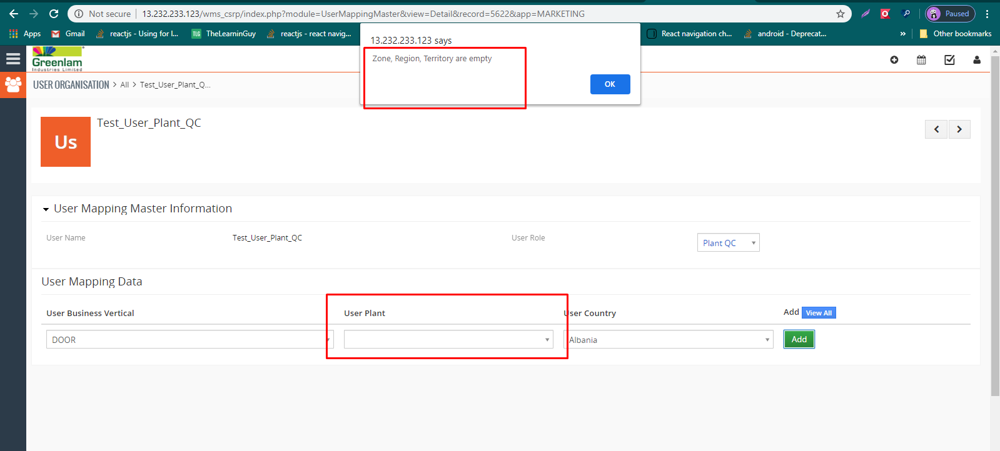 Not secure | 13.232.233.123/wms_csrp/index.php?module=UserMappingMaster&view=Detail&record=5622&app=MARKETING
Paused
Apps
Gmail
reactjs - Using for l...
TLG TheLearnGuy
reactjs - react navig...
React navigation ch...
android - Deprecat...
»
Other bookmarks
13.232.233.123 says
Zone, Region, Territory are empty
OK
Greenlam
Industries Limited
USER ORGANISATION > All > Test_User_Plant_Q...
Us
Test_User_Plant_QC
User Mapping Master Information
User Name
Test_User_Plant_QC
User Role
Plant QC
User Mapping Data
User Business Vertical
User Plant
User Country
Add View All
DOOR
Albania
Add